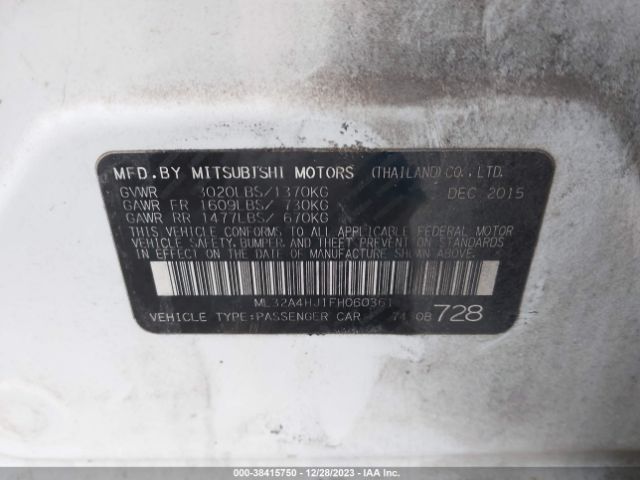 MFD.BY MITSUBISHI MOTORS (THAILAND)CO.,LTD.
GVWR 3020LBS/1370KG DEC 2015
GAWR FR 1609LBS/ 730KG
GAWR RR 1477LBS/ 670KG
THIS VEHICLE CONFORMS TO ALL APPLICABLE FEDERAL MOTOR
VEHICLE SAFETY,BUMPER,AND THEFT PREVENTION STANDARDS
IN EFFECT ON THE DATE OF MANUFACTURE SHOWN ABOVE.
ML32A4HJ1FH060361
VEHICLE TYPE:PASSENGER CAR 728
000-38415750 - 12/28/2023 - IAA Inc.